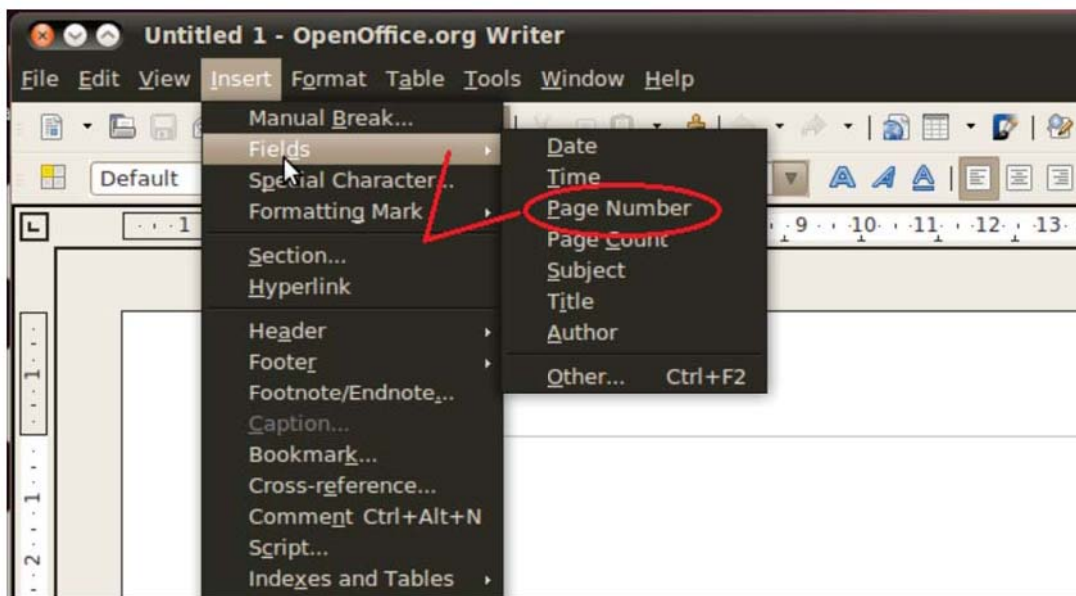 Untitled 1 - OpenOffice.org Writer
File Edit View Insert Format Table Tools Window Help
Manual Break...
Fields
Special Character...
Formatting Mark
Section...
Hyperlink
Header
Footer
Footnote/Endnote...
Caption...
Bookmark...
Cross-reference...
Comment Ctrl+Alt+N
Script...
Indexes and Tables
Date
Time
Page Number
Page Count
Subject
Title
Author
Other... Ctrl+F2
Default
1
9 10 11 12 13
1
1
2